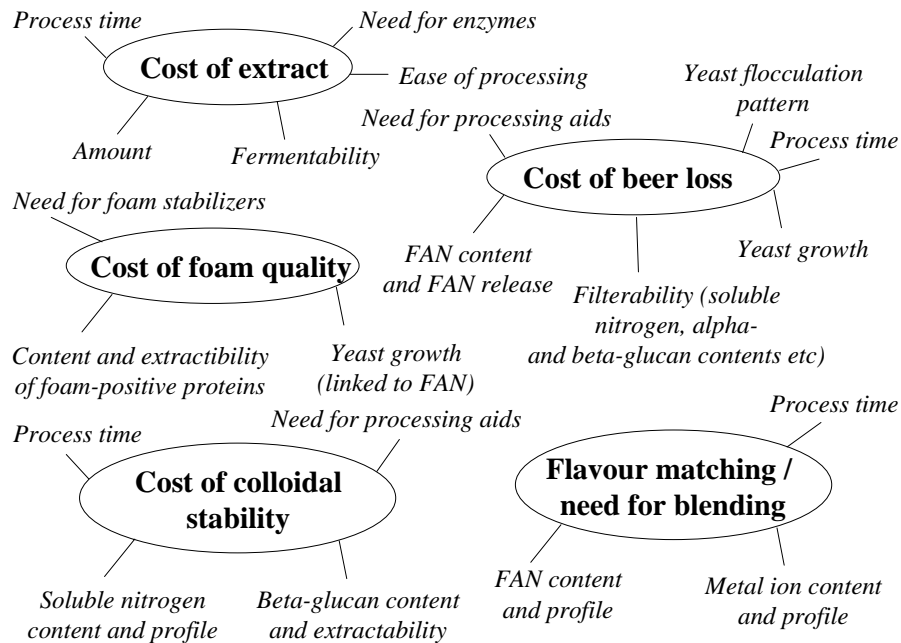 Process time
Need for enzymes
Cost of extract
Ease of processing
Amount
Fermentability
Yeast flocculation
pattern
Need for processing aids
Process time
Cost of beer loss
FAN content
and FAN release
Yeast growth
Filterability (soluble
nitrogen, alpha-
and beta-glucan contents etc)
Need for foam stabilizers
Cost of foam quality
Content and extractibility
of foam-positive proteins
Yeast growth
(linked to FAN)
Process time
Need for processing aids
Cost of colloidal
stability
Soluble nitrogen
content and profile
Beta-glucan content
and extractability
Process time
Flavour matching /
need for blending
FAN content
and profile
Metal ion content
and profile